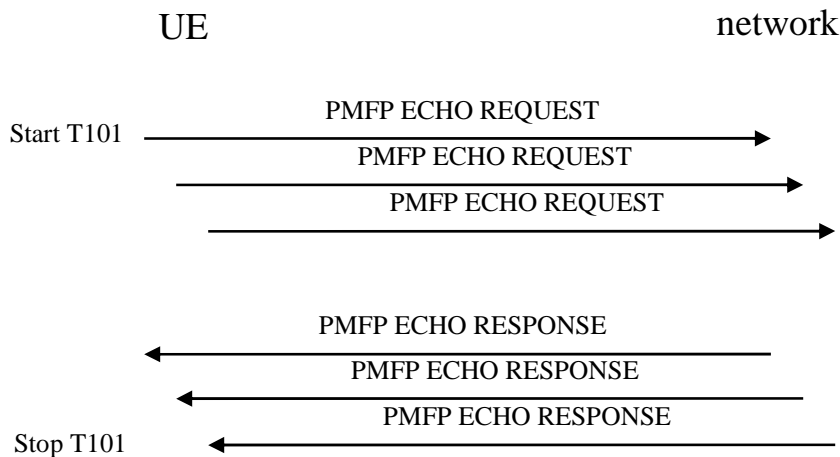 UE network
PMFP ECHO REQUEST
Start T101
PMFP ECHO REQUEST
PMFP ECHO REQUEST
PMFP ECHO RESPONSE
PMFP ECHO RESPONSE
PMFP ECHO RESPONSE
Stop T101